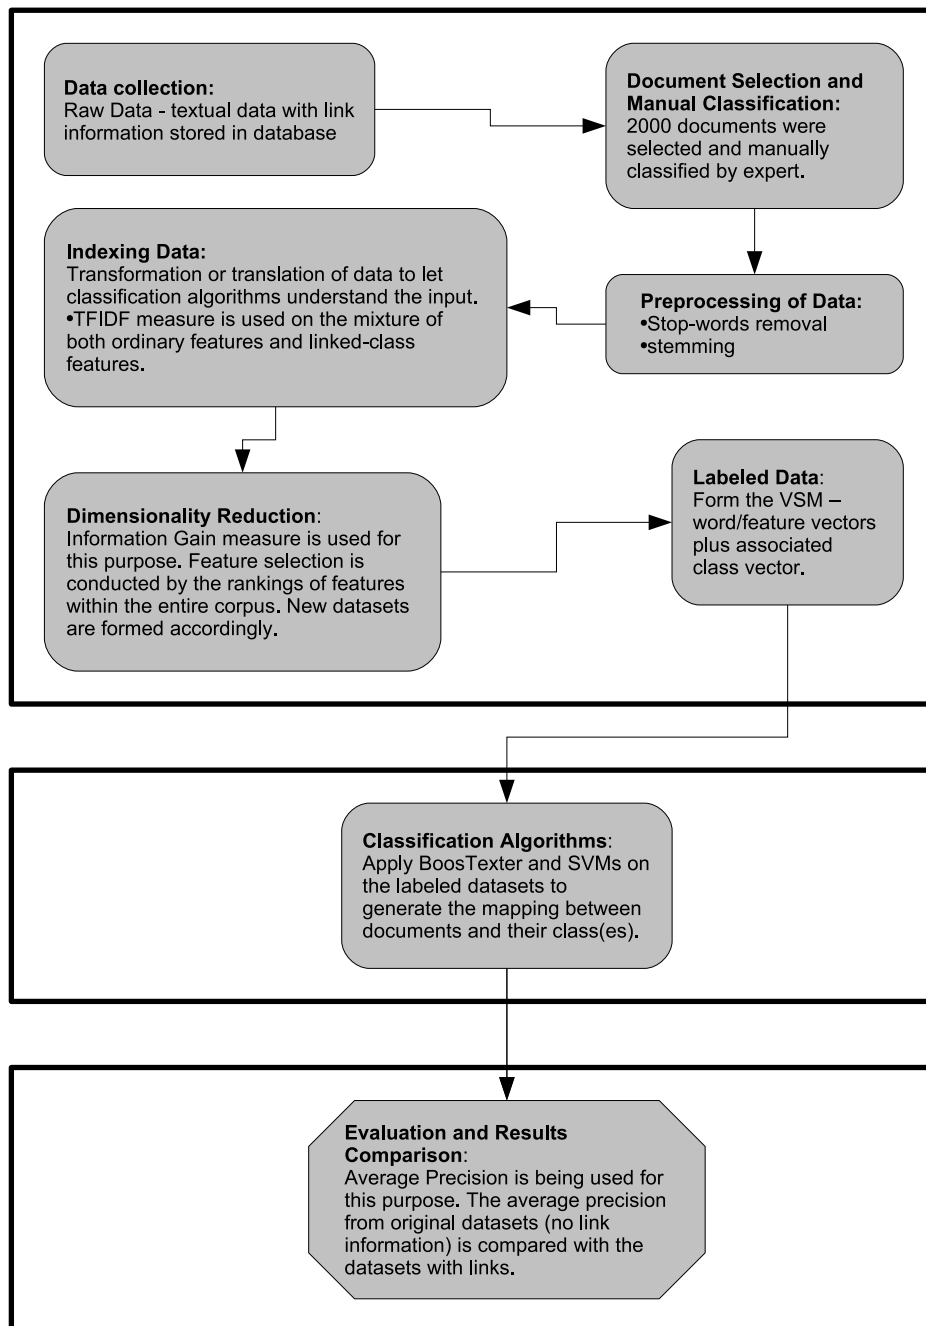 Data collection:
Raw Data - textual data with link
information stored in database
Document Selection and
Manual Classification:
2000 documents were
selected and manually
classified by expert.
Preprocessing of Data:
•Stop-words removal
•stemming
Indexing Data:
Transformation or translation of data to let
classification algorithms understand the input.
•TFIDF measure is used on the mixture of
both ordinary features and linked-class
features.
Dimensionality Reduction:
Information Gain measure is used for
this purpose. Feature selection is
conducted by the rankings of features
within the entire corpus. New datasets
are formed accordingly.
Labeled Data:
Form the VSM –
word/feature vectors
plus associated
class vector.
Classification Algorithms:
Apply BoosTexter and SVMs on
the labeled datasets to
generate the mapping between
documents and their class(es).
Evaluation and Results
Comparison:
Average Precision is being used for
this purpose. The average precision
from original datasets (no link
information) is compared with the
datasets with links.